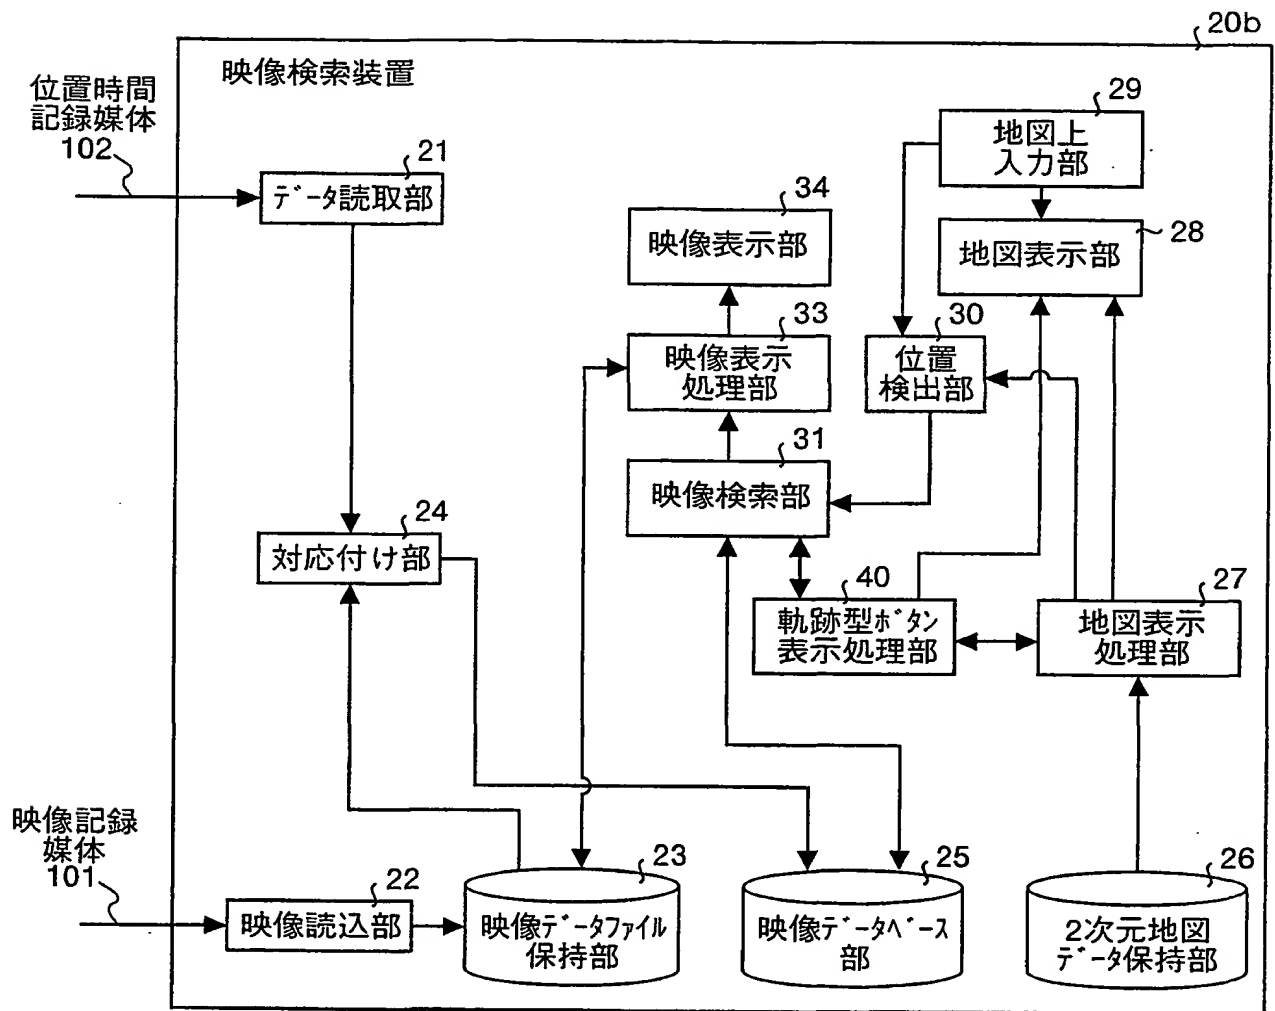 20b
映像検索装置
位置時間
記録媒体
102
21
データ読取部
29
地図上
入力部
34
映像表示部
28
地図表示部
33
映像表示
処理部
30
位置
検出部
31
映像検索部
24
対応付け部
40
軌跡型ボタン
表示処理部
27
地図表示
処理部
映像記録
媒体
101
22
映像読込部
23
映像データファイル
保持部
25
映像データベース
部
26
2次元地図
データ保持部